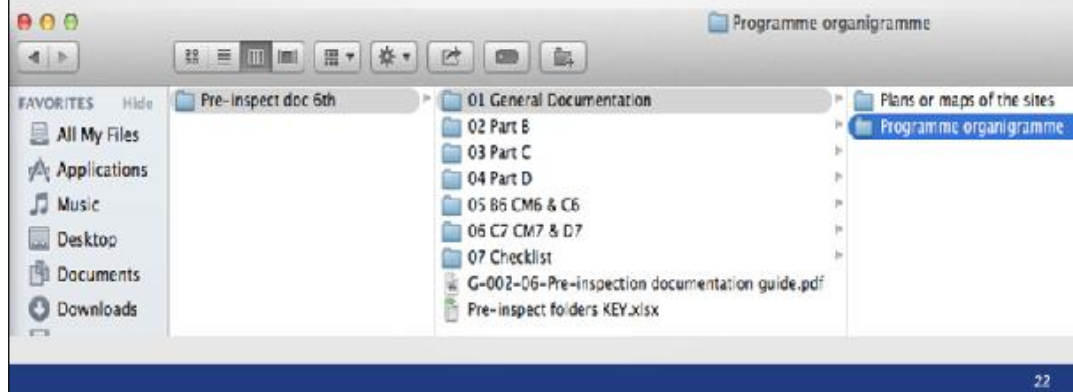 Programme organigramme
FAVORITES Hide
All My Files
Applications
Music
Desktop
Documents
Downloads
Pre-inspect doc 6th
01 General Documentation
02 Part B
03 Part C
04 Part D
05 B6 CM6 & C6
06 C7 CM7 & D7
07 Checklist
G-002-06-Pre-inspection documentation guide.pdf
Pre-inspect folders KEY.xlsx
Plans or maps of the sites
Programme organigramme
22